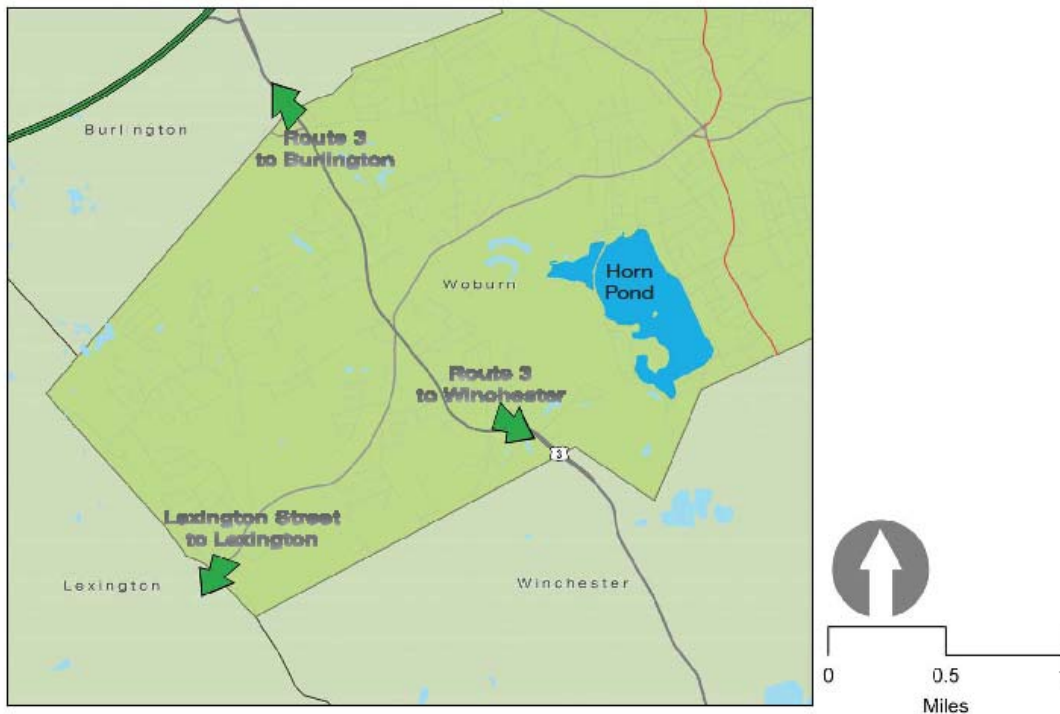 Burlington
Route 3
to Burlington
Horn
Pond
Woburn
Route 3
to Winchester
3
Lexington Street
to Lexington
Lexington
Winchester
0
0.5
Miles